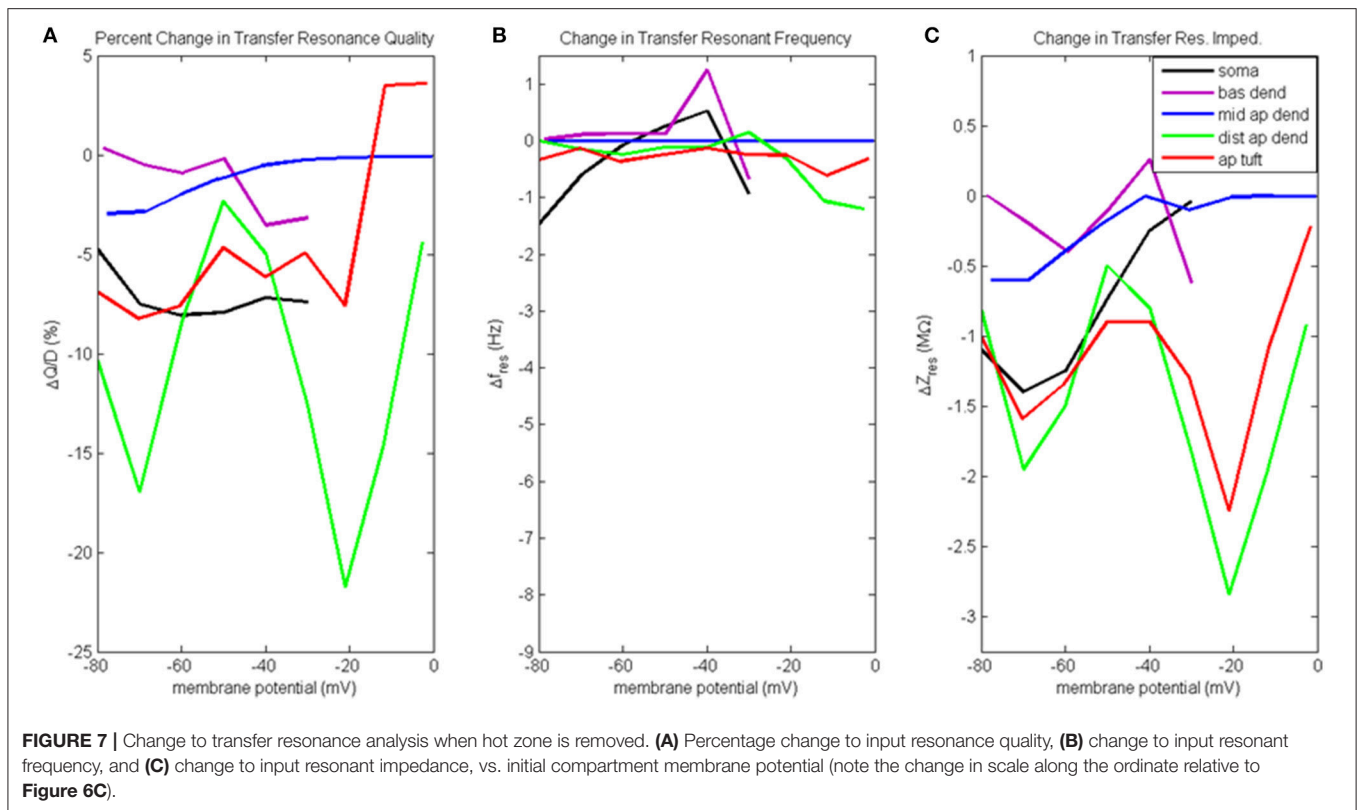 A
Percent Change in Transfer Resonance Quality
5
0
-5
-10
-15
-20
-25
-80
-60
-40
-20
0
ΔQ/D (%)
membrane potential (mV)
B
Change in Transfer Resonant Frequency
1
0
-1
-2
-3
-4
-5
-6
-7
-8
-9
-80
-60
-40
-20
0
Δfres (Hz)
membrane potential (mV)
C
Change in Transfer Res. Imped.
1
0.5
0
-0.5
-1
-1.5
-2
-2.5
-3
-80
-60
-40
-20
0
ΔZres (MΩ)
membrane potential (mV)
soma
bas dend
mid ap dend
dist ap dend
ap tuft
FIGURE 7 | Change to transfer resonance analysis when hot zone is removed. (A) Percentage change to input resonance quality, (B) change to input resonant
frequency, and (C) change to input resonant impedance, vs. initial compartment membrane potential (note the change in scale along the ordinate relative to
Figure 6C).